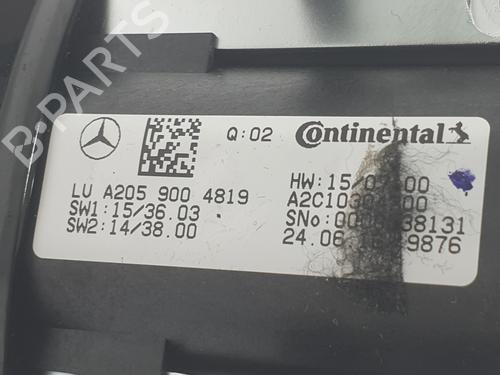 B-PARTS
Q:02 Continental
LU A205 900 4819
SW1:15/36.03
SW2:14/38.00
HW:15/
A2C10
SNo:
24.06